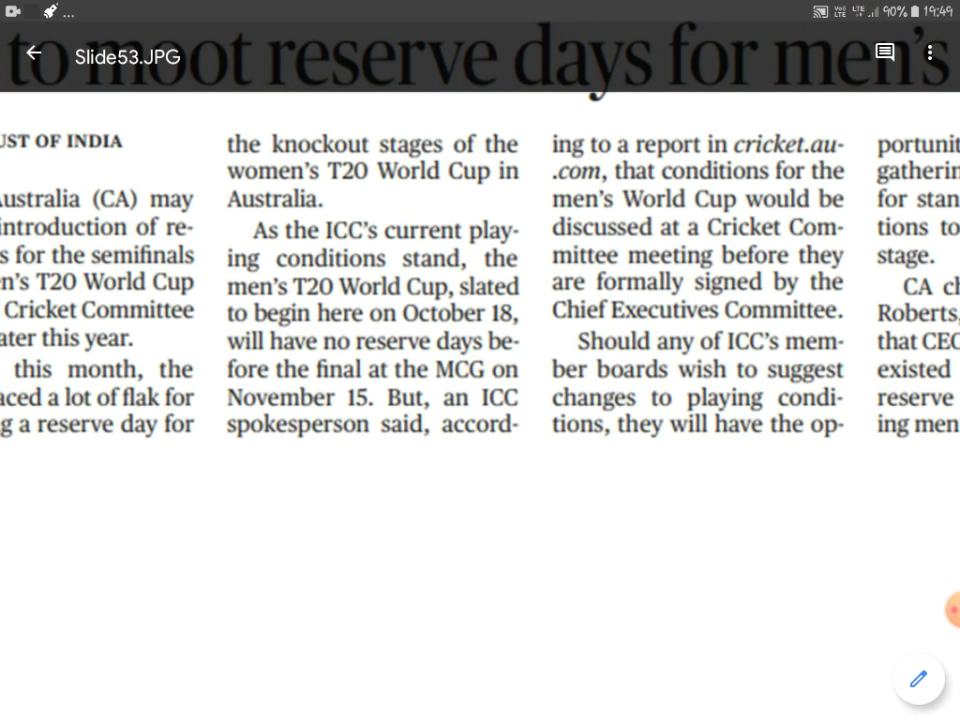 ... 90% 19:49
to moot reserve days for men's
Slide53.JPG
UST OF INDIA
Australia (CA) may
introduction of re-
s for the semifinals
n's T20 World Cup
Cricket Committee
ater this year.
this month, the
aced a lot of flak for
g a reserve day for
the knockout stages of the
women's T20 World Cup in
Australia.
As the ICC's current play-
ing conditions stand, the
men's T20 World Cup, slated
to begin here on October 18,
will have no reserve days be-
fore the final at the MCG on
November 15. But, an ICC
spokesperson said, accord-
ing to a report in cricket.au-
.com, that conditions for the
men's World Cup would be
discussed at a Cricket Com-
mittee meeting before they
are formally signed by the
Chief Executives Committee.
Should any of ICC's mem-
ber boards wish to suggest
changes to playing condi-
tions, they will have the op-
portunit
gatherin
for stan
tions to
stage.
CA ch
Roberts,
that CEO
existed
reserve
ing men